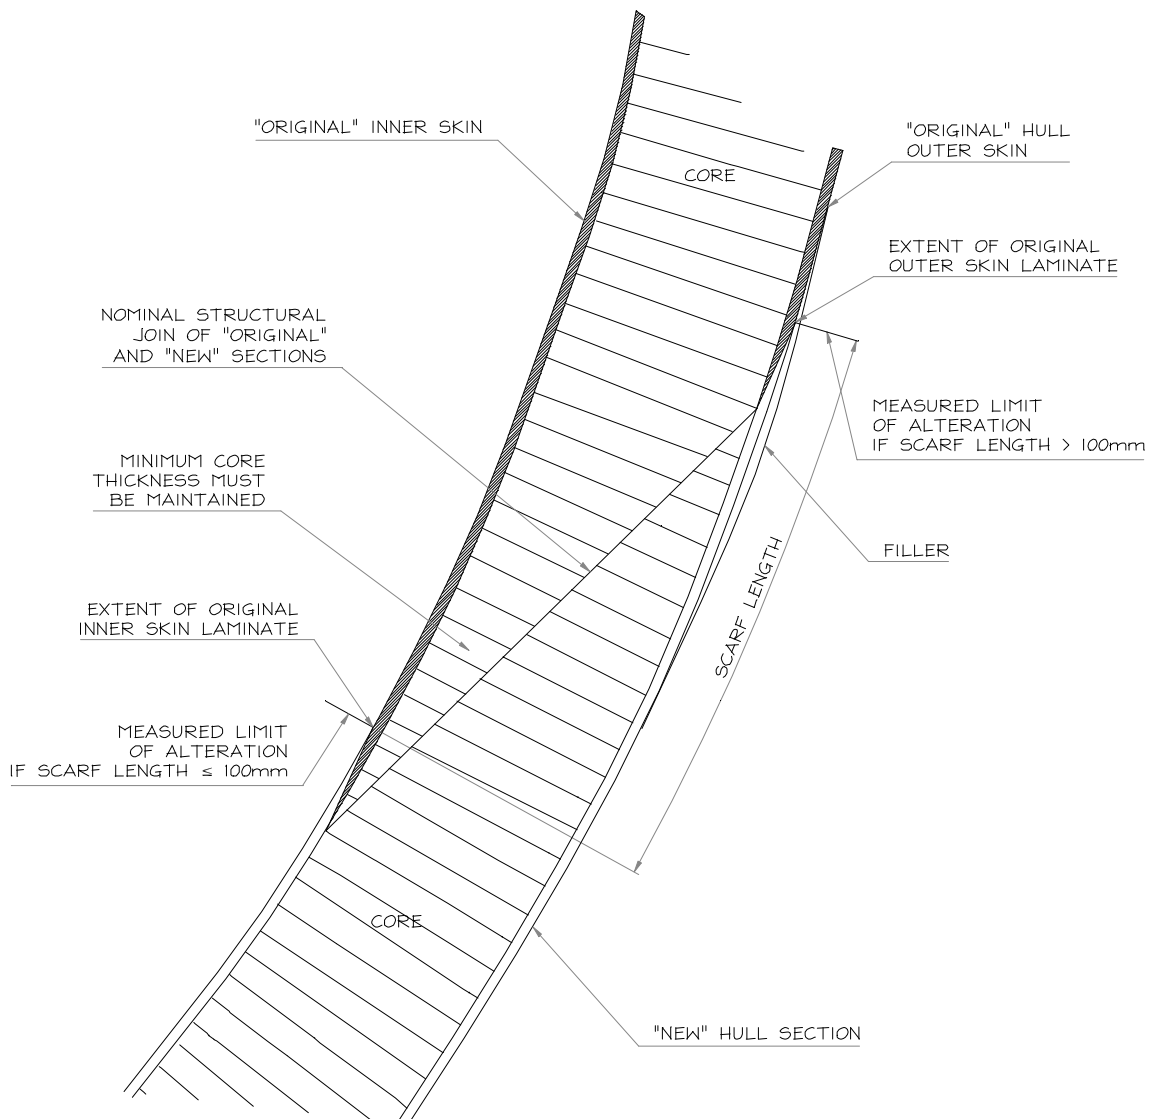 "ORIGINAL" INNER SKIN
"ORIGINAL" HULL
OUTER SKIN
CORE
EXTENT OF ORIGINAL
OUTER SKIN LAMINATE
NOMINAL STRUCTURAL
JOIN OF "ORIGINAL"
AND "NEW" SECTIONS
MEASURED LIMIT
OF ALTERATION
IF SCARF LENGTH > 100mm
MINIMUM CORE
THICKNESS MUST
BE MAINTAINED
FILLER
SCARF LENGTH
EXTENT OF ORIGINAL
INNER SKIN LAMINATE
MEASURED LIMIT
OF ALTERATION
IF SCARF LENGTH ≤ 100mm
CORE
"NEW" HULL SECTION